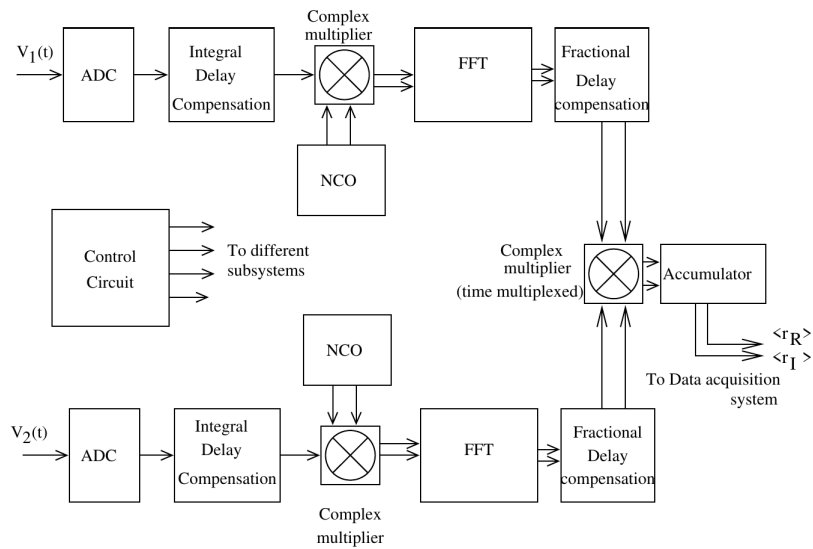 Complex
multiplier
V1(t)
ADC
Integral
Delay
Compensation
FFT
Fractional
Delay
compensation
NCO
Control
Circuit
To different
subsystems
Complex
multiplier
(time multiplexed)
Accumulator
<rR>
<rI >
To Data acquisition
system
NCO
V2(t)
ADC
Integral
Delay
Compensation
FFT
Fractional
Delay
compensation
Complex
multiplier